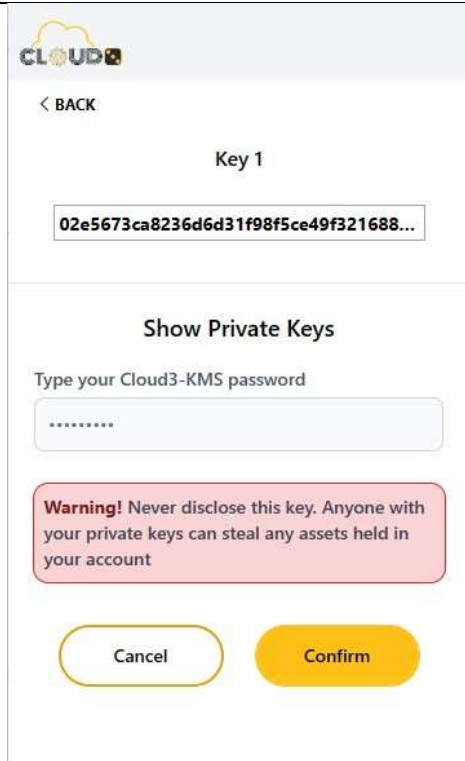 CLOUD
< BACK
Key 1
02e5673ca8236d6d31f98f5ce49f321688...
Show Private Keys
Type your Cloud3-KMS password
•••••••••
Warning! Never disclose this key. Anyone with
your private keys can steal any assets held in
your account
Cancel
Confirm